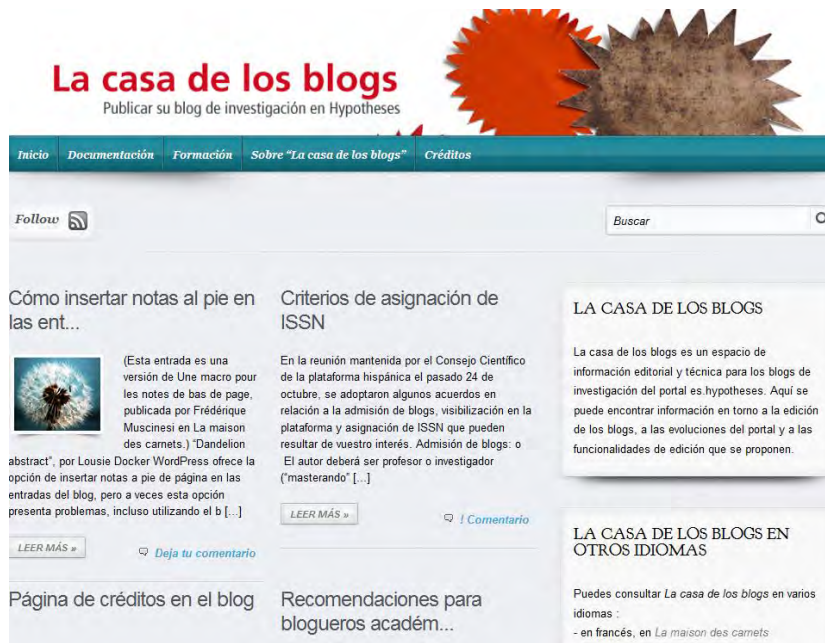 La casa de los blogs
Publicar su blog de investigación en Hypotheses
Inicio Documentación Formación Sobre "La casa de los blogs" Créditos
Follow
Buscar
Cómo insertar notas al pie en
las ent...
(Esta entrada es una
versión de Une macro pour
les notes de bas de page,
publicada por Frédérique
Muscinesi en La maison
des carnets.) "Dandelion
abstract", por Lousie Docker WordPress ofrece la
opción de insertar notas a pie de página en las
entradas del blog, pero a veces esta opción
presenta problemas, incluso utilizando el b [...]
LEER MÁS »
Deja tu comentario
Página de créditos en el blog
Criterios de asignación de
ISSN
En la reunión mantenida por el Consejo Científico
de la plataforma hispánica el pasado 24 de
octubre, se adoptaron algunos acuerdos en
relación a la admisión de blogs, visibilización en la
plataforma y asignación de ISSN que pueden
resultar de vuestro interés. Admisión de blogs: o
El autor deberá ser profesor o investigador
("masterando" [...]
LEER MÁS »
! Comentario
Recomendaciones para
blogueros académ...
LA CASA DE LOS BLOGS
La casa de los blogs es un espacio de
información editorial y técnica para los blogs de
investigación del portal es.hypotheses. Aquí se
puede encontrar información en torno a la edición
de los blogs, a las evoluciones del portal y a las
funcionalidades de edición que se proponen.
LA CASA DE LOS BLOGS EN
OTROS IDIOMAS
Puedes consultar La casa de los blogs en varios
idiomas :
- en francés, en La maison des carnets